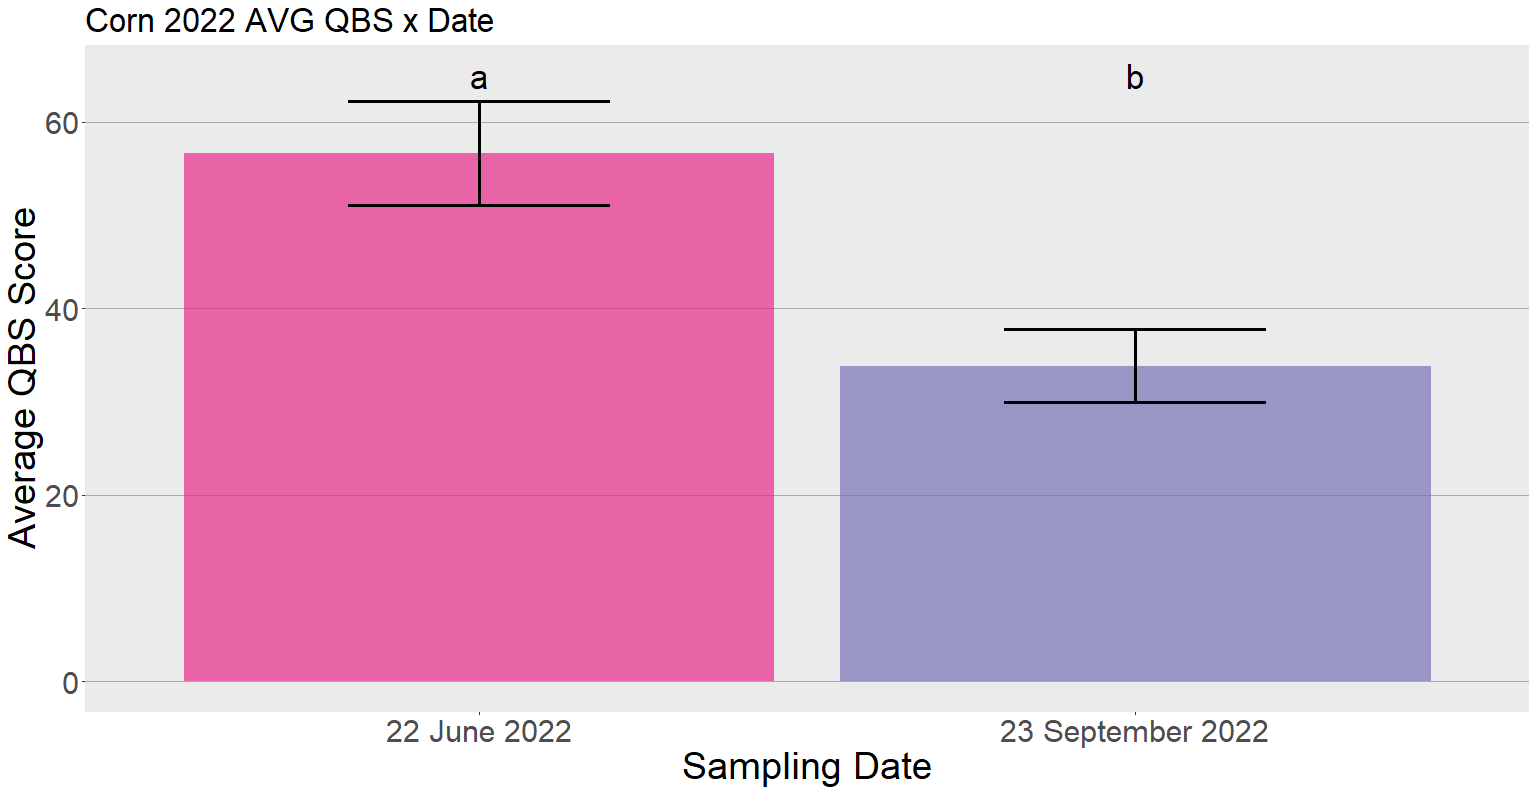 Corn 2022 AVG QBS x Date
a
b
60
40
20
0
Average QBS Score
22 June 2022
23 September 2022
Sampling Date